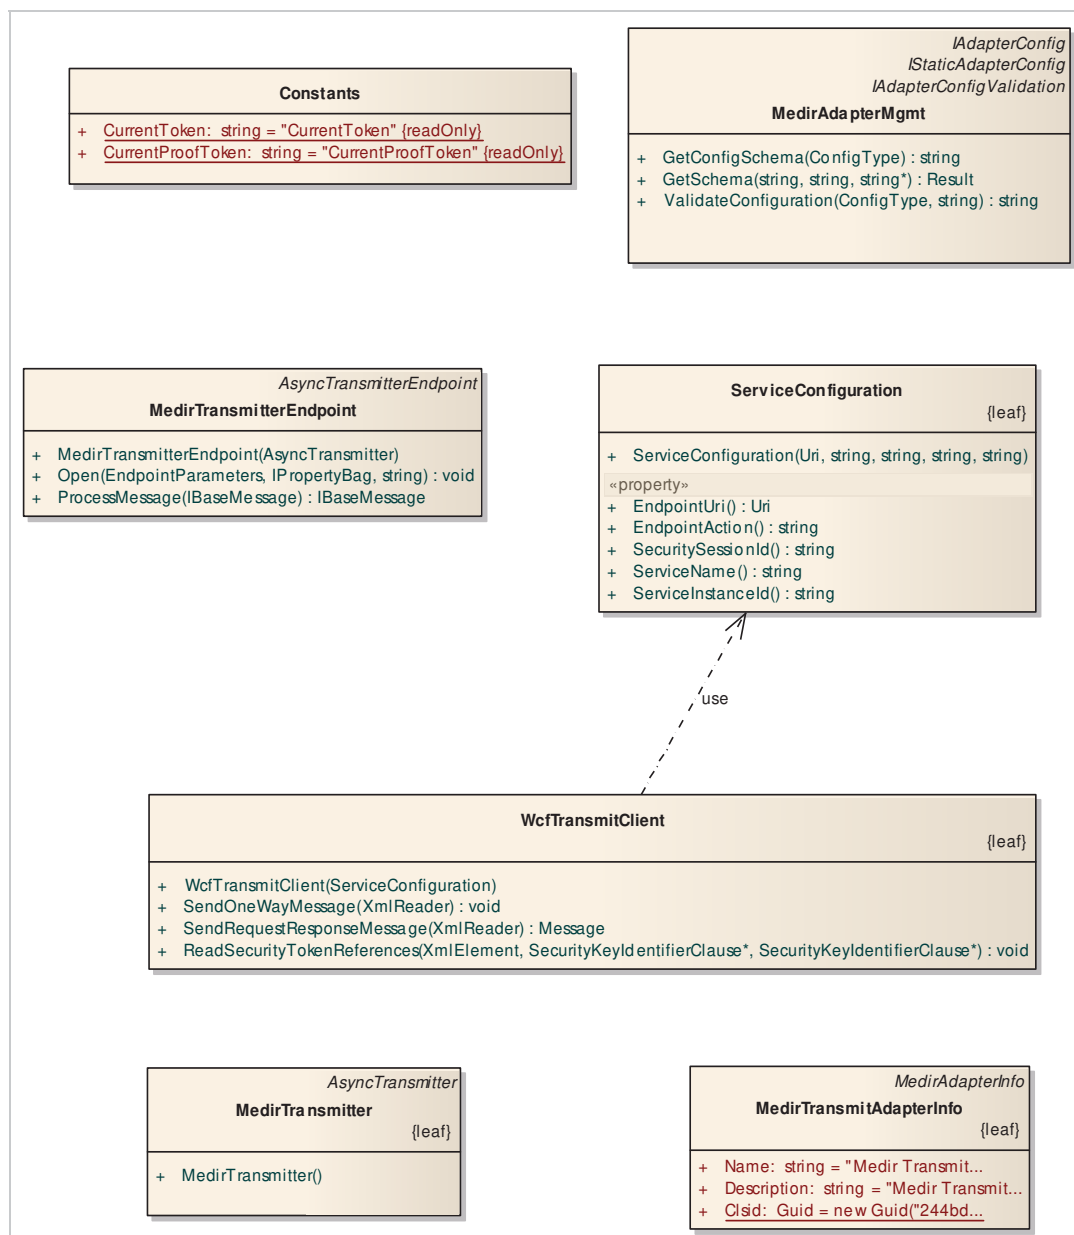 Constants
+ CurrentToken: string = "CurrentToken" {readOnly}
+ CurrentProofToken: string = "CurrentProofToken" {readOnly}
IAdapterConfig
IStaticAdapterConfig
IAdapterConfigValidation
MedirAdapterMgmt
+ GetConfigSchema(ConfigType) : string
+ GetSchema(string, string, string*) : Result
+ ValidateConfiguration(ConfigType, string) : string
AsyncTransmitterEndpoint
MedirTransmitterEndpoint
+ MedirTransmitterEndpoint(AsyncTransmitter)
+ Open(EndpointParameters, IPropertyBag, string) : void
+ ProcessMessage(IBaseMessage) : IBaseMessage
ServiceConfiguration
{leaf}
+ ServiceConfiguration(Uri, string, string, string, string)
«property»
+ EndpointUri() : Uri
+ EndpointAction() : string
+ SecuritySessionId() : string
+ ServiceName() : string
+ ServiceInstanceId() : string
use
WcfTransmitClient
{leaf}
+ WcfTransmitClient(ServiceConfiguration)
+ SendOneWayMessage(XmlReader) : void
+ SendRequestResponseMessage(XmlReader) : Message
+ ReadSecurityTokenReferences(XmlElement, SecurityKeyIdentifierClause*, SecurityKeyIdentifierClause*) : void
AsyncTransmitter
MedirTransmitter
{leaf}
+ MedirTransmitter()
MedirAdapterInfo
MedirTransmitAdapterInfo
{leaf}
+ Name: string = "Medir Transmit...
+ Description: string = "Medir Transmit...
+ Clsid: Guid = new Guid("244bd...